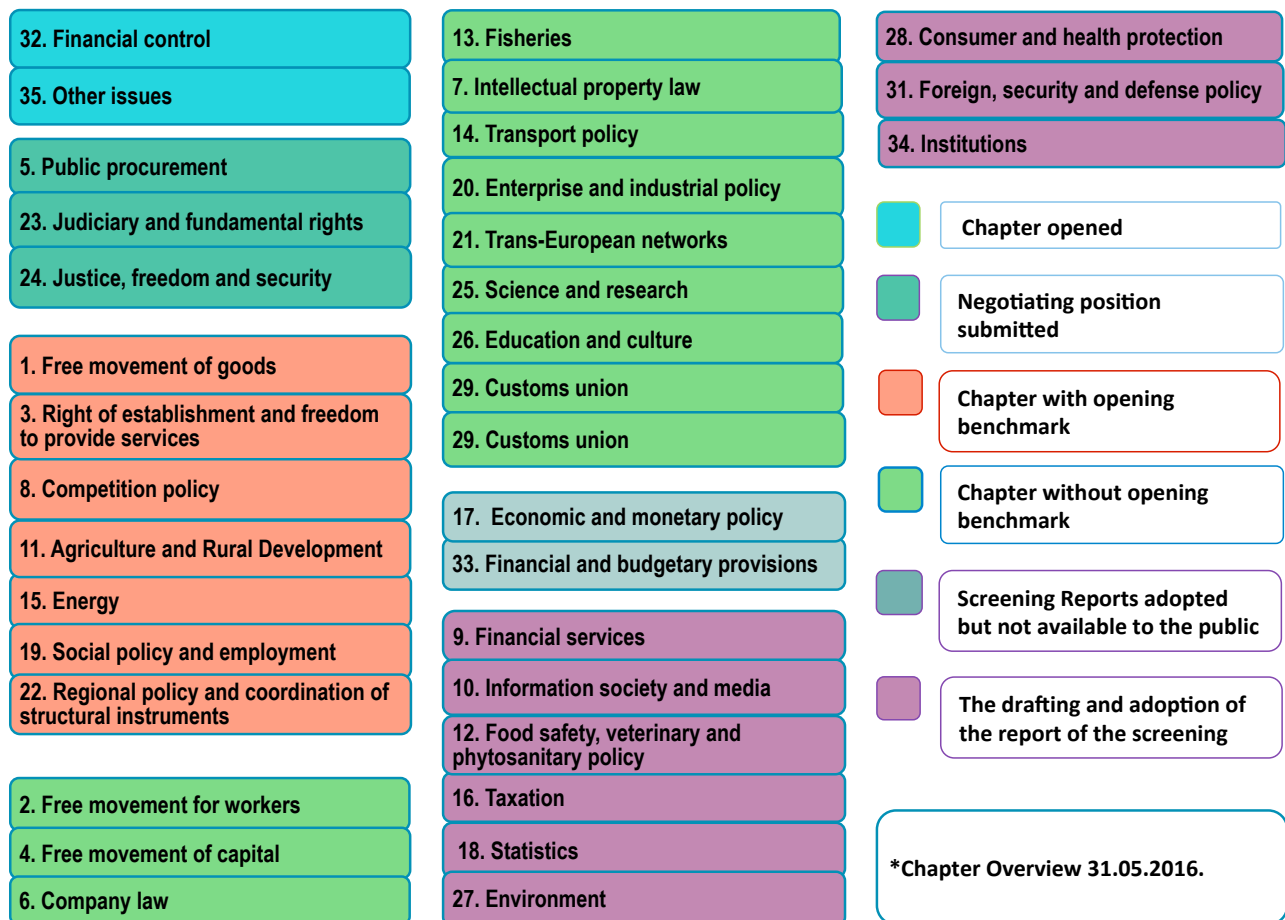 32. Financial control
35. Other issues
5. Public procurement
23. Judiciary and fundamental rights
24. Justice, freedom and security
1. Free movement of goods
3. Right of establishment and freedom
to provide services
8. Competition policy
11. Agriculture and Rural Development
15. Energy
19. Social policy and employment
22. Regional policy and coordination of
structural instruments
2. Free movement for workers
4. Free movement of capital
6. Company law
13. Fisheries
7. Intellectual property law
14. Transport policy
20. Enterprise and industrial policy
21. Trans-European networks
25. Science and research
26. Education and culture
29. Customs union
29. Customs union
17. Economic and monetary policy
33. Financial and budgetary provisions
9. Financial services
10. Information society and media
12. Food safety, veterinary and
phytosanitary policy
16. Taxation
18. Statistics
27. Environment
28. Consumer and health protection
31. Foreign, security and defense policy
34. Institutions
Chapter opened
Negotiating position
submitted
Chapter with opening
benchmark
Chapter without opening
benchmark
Screening Reports adopted
but not available to the public
The drafting and adoption of
the report of the screening
*Chapter Overview 31.05.2016.